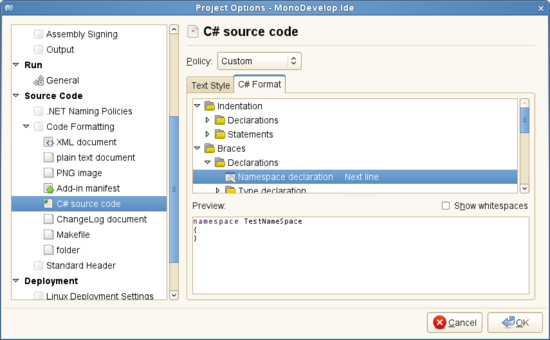 Project Options - MonoDevelop.Ide
Assembly Signing
Output
Run
General
Source Code
.NET Naming Policies
Code Formatting
XML document
plain text document
PNG image
Add-in manifest
C# source code
ChangeLog document
Makefile
folder
Standard Header
Deployment
Linux Deployment Settings
C# source code
Policy: Custom
Text Style C# Format
Indentation
Declarations
Statements
Braces
Declarations
Namespace declaration Next line
Type declaration
Preview: Show whitespaces
namespace TestNameSpace
{
}
Cancel OK